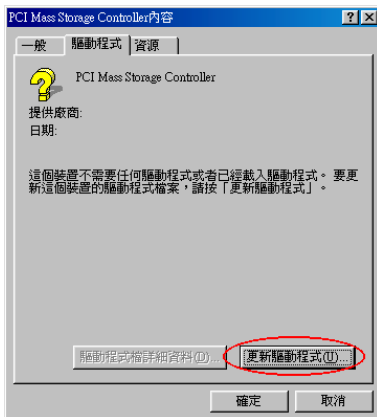 PCI Mass Storage Controller內容
一般 驅動程式 資源
PCI Mass Storage Controller
提供廠商:
日期:
這個裝置不需要任何驅動程式或者已經載入驅動程式。 要更
新這個裝置的驅動程式檔案，請按「更新驅動程式」。
驅動程式檔詳細資料(D)... 更新驅動程式(U)...
確定 取消